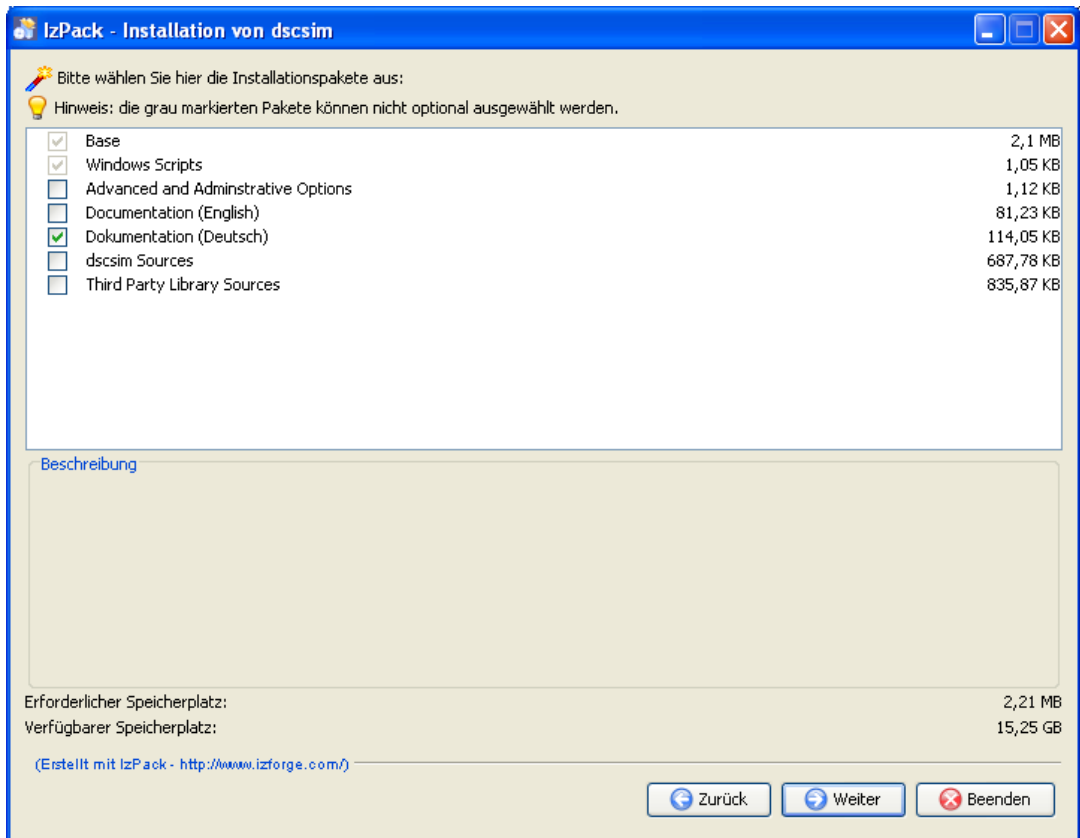 IzPack - Installation von dscsim
Bitte wählen Sie hier die Installationspakete aus:
Hinweis: die grau markierten Pakete können nicht optional ausgewählt werden.
Base 2,1 MB
Windows Scripts 1,05 KB
Advanced and Adminstrative Options 1,12 KB
Documentation (English) 81,23 KB
Dokumentation (Deutsch) 114,05 KB
dscsim Sources 687,78 KB
Third Party Library Sources 835,87 KB
Beschreibung
Erforderlicher Speicherplatz: 2,21 MB
Verfügbarer Speicherplatz: 15,25 GB
(Erstellt mit IzPack - http://www.izforge.com/)
Zurück Weiter Beenden